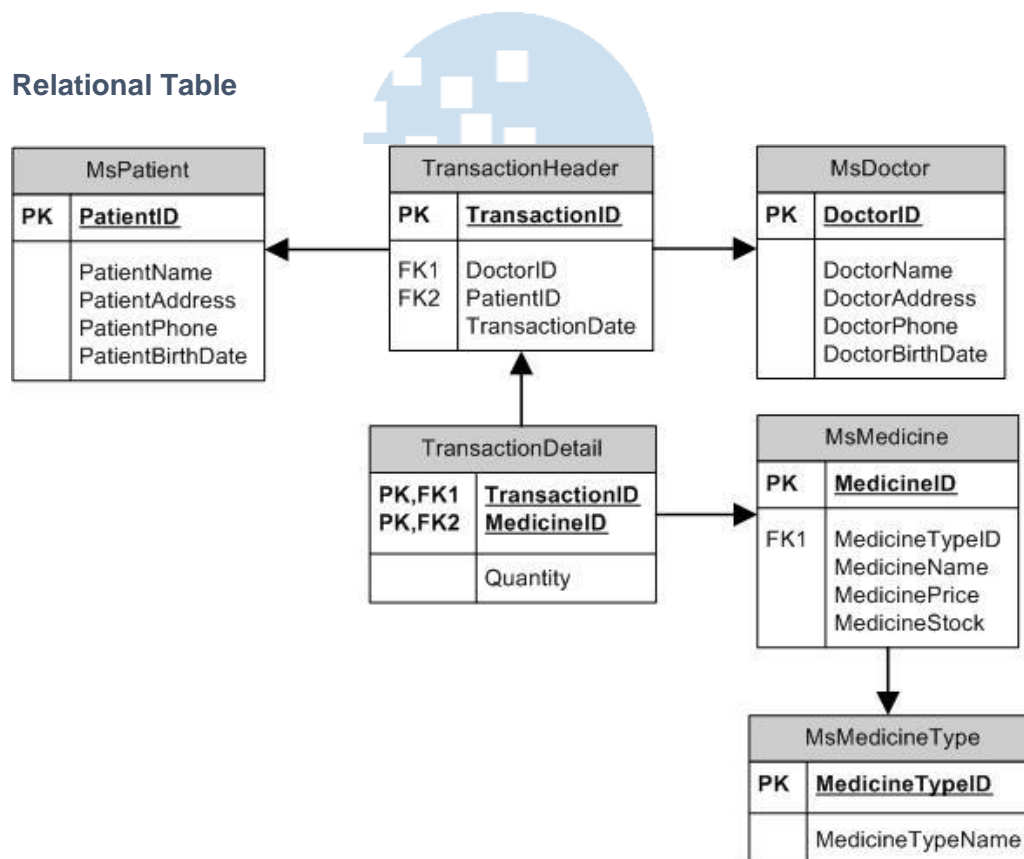 Relational Table
MsPatient
PK PatientID
PatientName
PatientAddress
PatientPhone
PatientBirthDate
TransactionHeader
PK TransactionID
FK1 DoctorID
FK2 PatientID
TransactionDate
MsDoctor
PK DoctorID
DoctorName
DoctorAddress
DoctorPhone
DoctorBirthDate
TransactionDetail
PK,FK1 TransactionID
PK,FK2 MedicineID
Quantity
MsMedicine
PK MedicineID
FK1 MedicineTypeID
MedicineName
MedicinePrice
MedicineStock
MsMedicineType
PK MedicineTypeID
MedicineTypeName